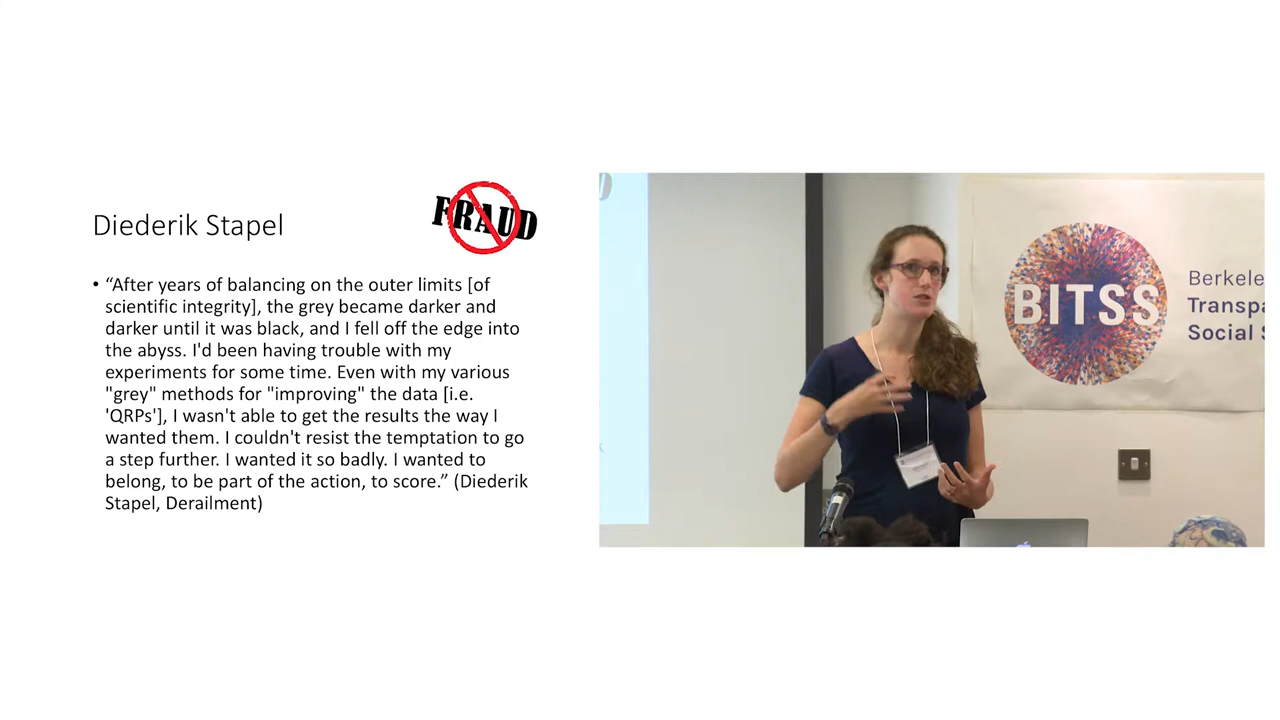 Diederik Stapel
FRAUD
• “After years of balancing on the outer limits [of
scientific integrity], the grey became darker and
darker until it was black, and I fell off the edge into
the abyss. I'd been having trouble with my
experiments for some time. Even with my various
"grey" methods for "improving" the data [i.e.
'QRPs'], I wasn't able to get the results the way I
wanted them. I couldn't resist the temptation to go
a step further. I wanted it so badly. I wanted to
belong, to be part of the action, to score.” (Diederik
Stapel, Derailment)
BITSS
Berkele
Transpa
Social S